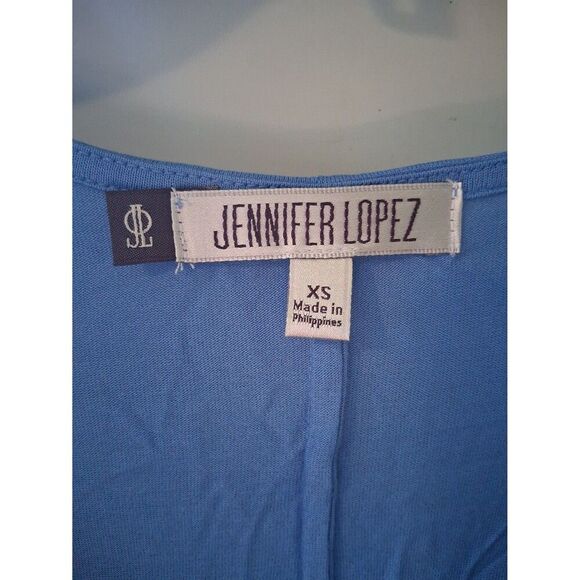 JL
JENNIFER LOPEZ
XS
Made in
Philippines